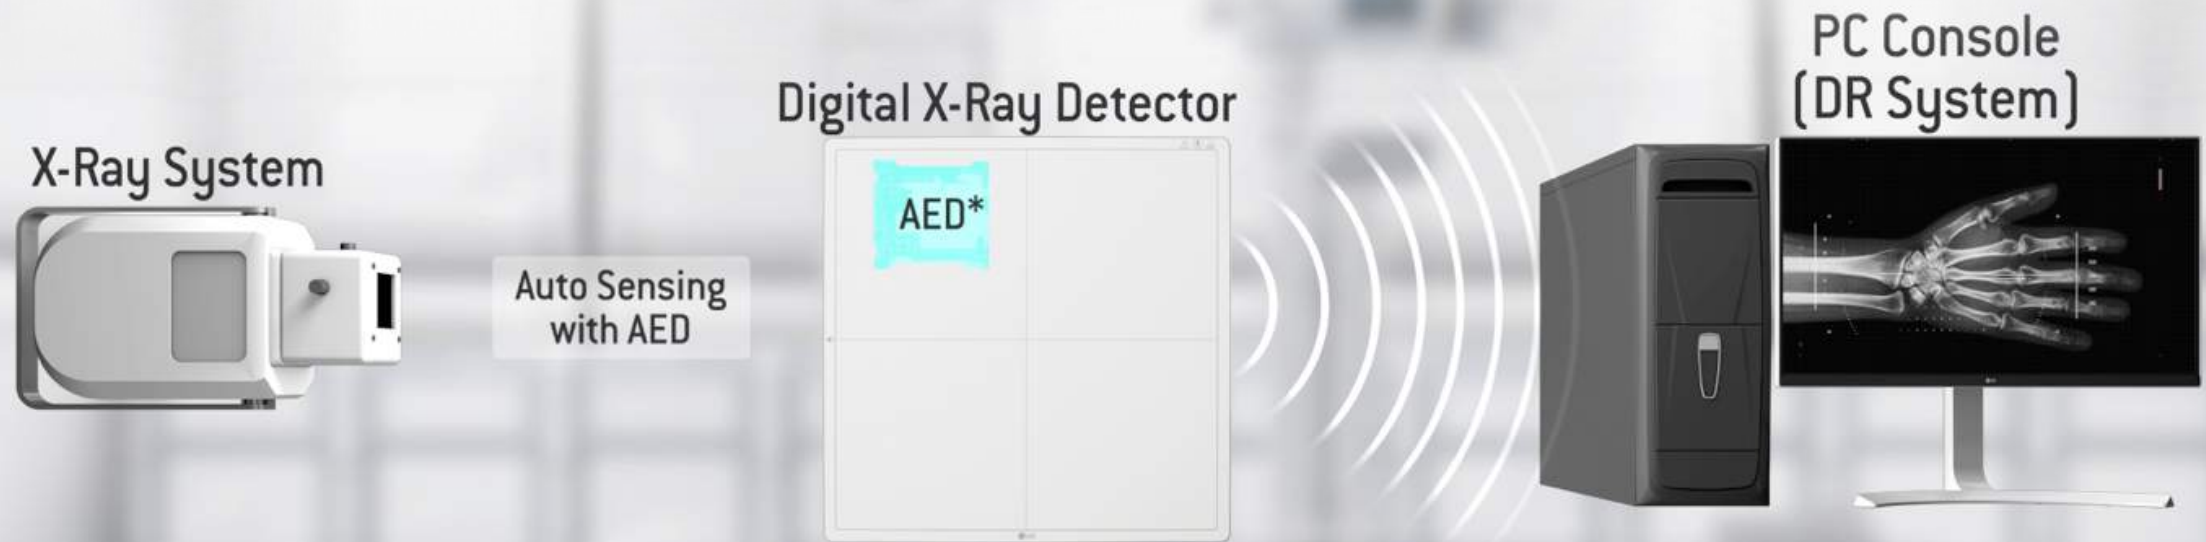 X-Ray System
Auto Sensing
with AED
Digital X-Ray Detector
AED*
PC Console
(DR System)